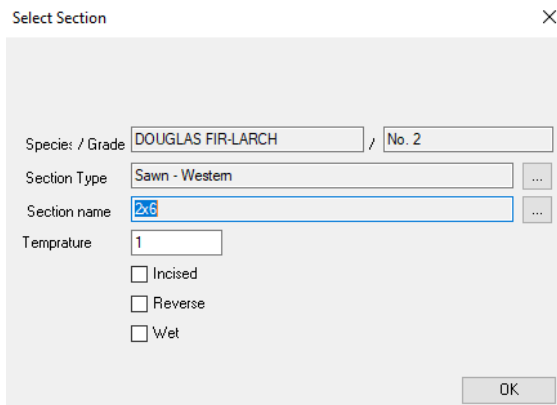 Select Section
Species / Grade DOUGLAS FIR-LARCH / No. 2
Section Type Sawn - Western ...
Section name 2x6 ...
Temprature 1
Incised
Reverse
Wet
OK